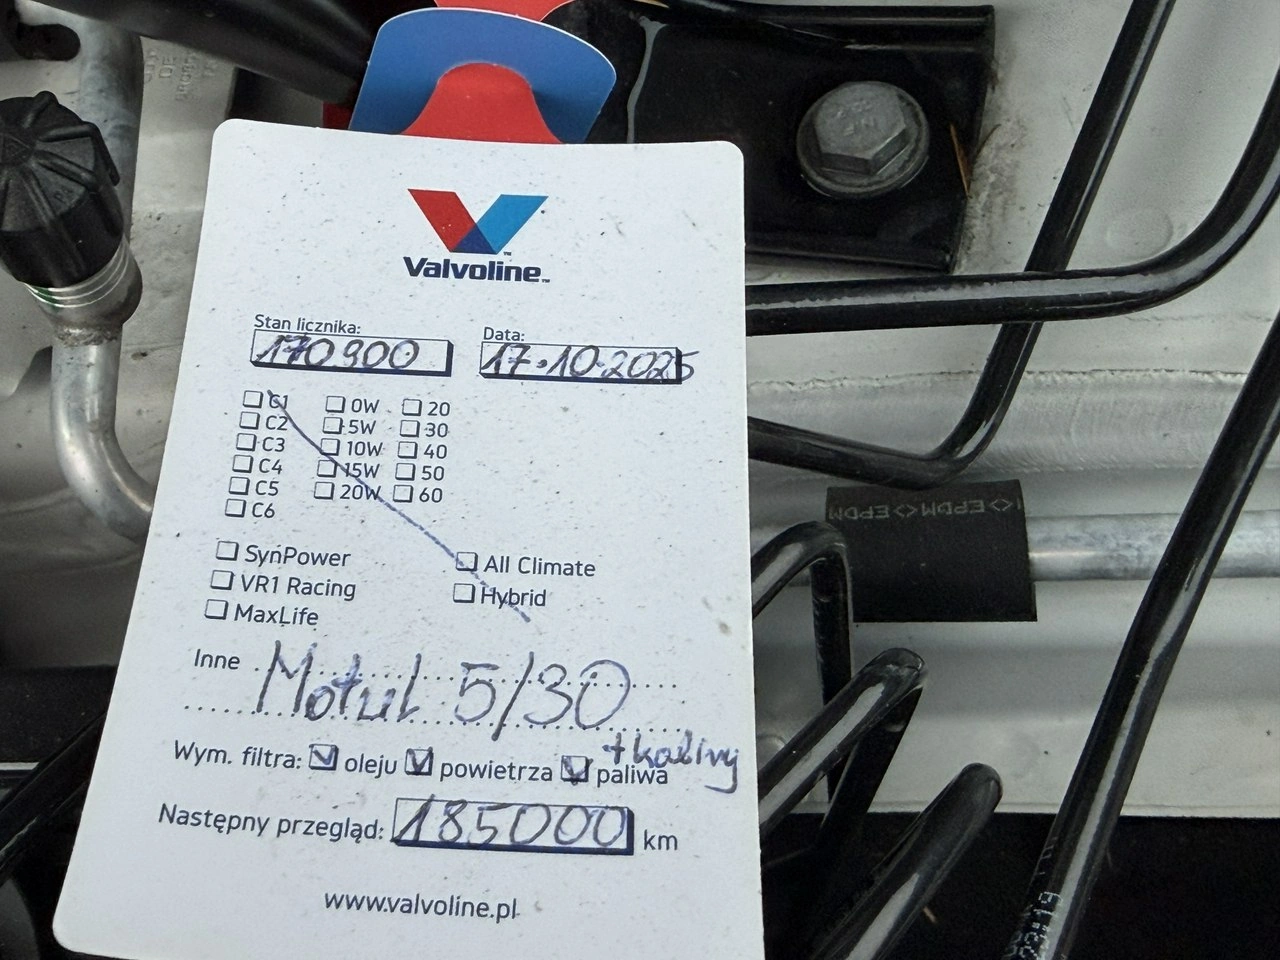 Valvoline™
Stan licznika: Data:
170900 17.10.2025
C1 0W 20
C2 5W 30
C3 10W 40
C4 15W 50
C5 20W 60
C6
SynPower All Climate
VR1 Racing Hybrid
MaxLife
Inne Motul 5/30
+ kabiny
Wym. filtra: oleju powietrza paliwa
Następny przegląd: 185000 km
www.valvoline.pl
<>EPDM<>EPDM